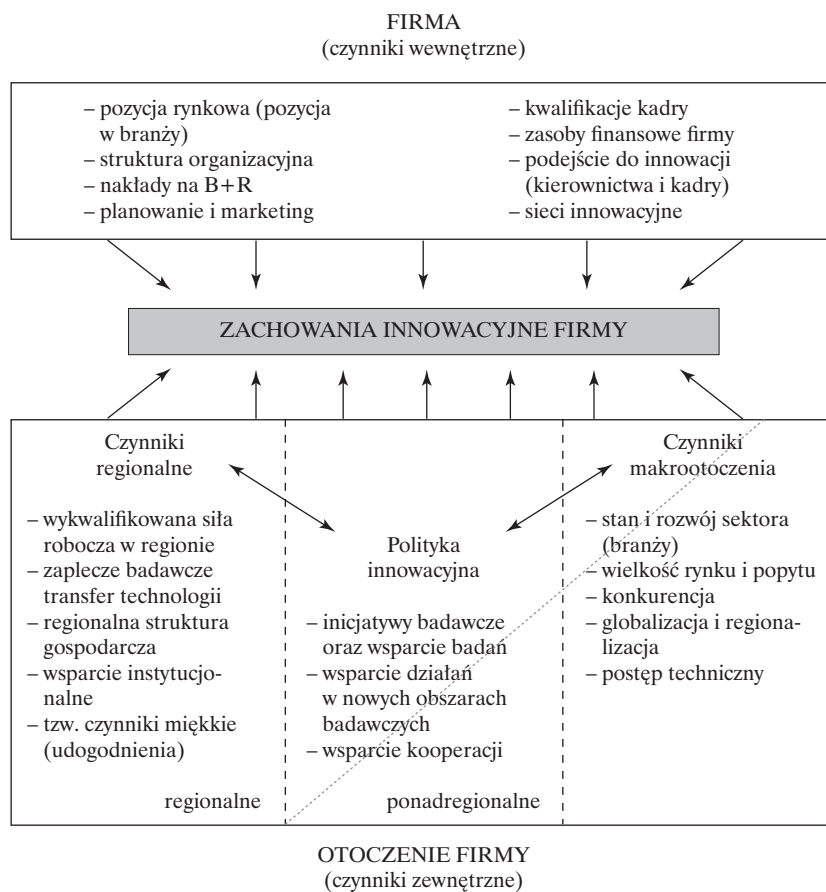 FIRMA
(czynniki wewnętrzne)
– pozycja rynkowa (pozycja
w branży)
– struktura organizacyjna
– nakłady na B+R
– planowanie i marketing
– kwalifikacje kadry
– zasoby finansowe firmy
– podejście do innowacji
(kierownictwa i kadry)
– sieci innowacyjne
ZACHOWANIA INNOWACYJNE FIRMY
Czynniki
regionalne
– wykwalifikowana siła
robocza w regionie
– zaplecze badawcze
transfer technologii
– regionalna struktura
gospodarcza
– wsparcie instytucjo-
nalne
– tzw. czynniki miękkie
(udogodnienia)
regionalne
Polityka
innowacyjna
– inicjatywy badawcze
oraz wsparcie badań
– wsparcie działań
w nowych obszarach
badawczych
– wsparcie kooperacji
ponadregionalne
Czynniki
makrootoczenia
– stan i rozwój sektora
(branży)
– wielkość rynku i popytu
– konkurencja
– globalizacja i regiona-
lizacja
– postęp techniczny
OTOCZENIE FIRMY
(czynniki zewnętrzne)